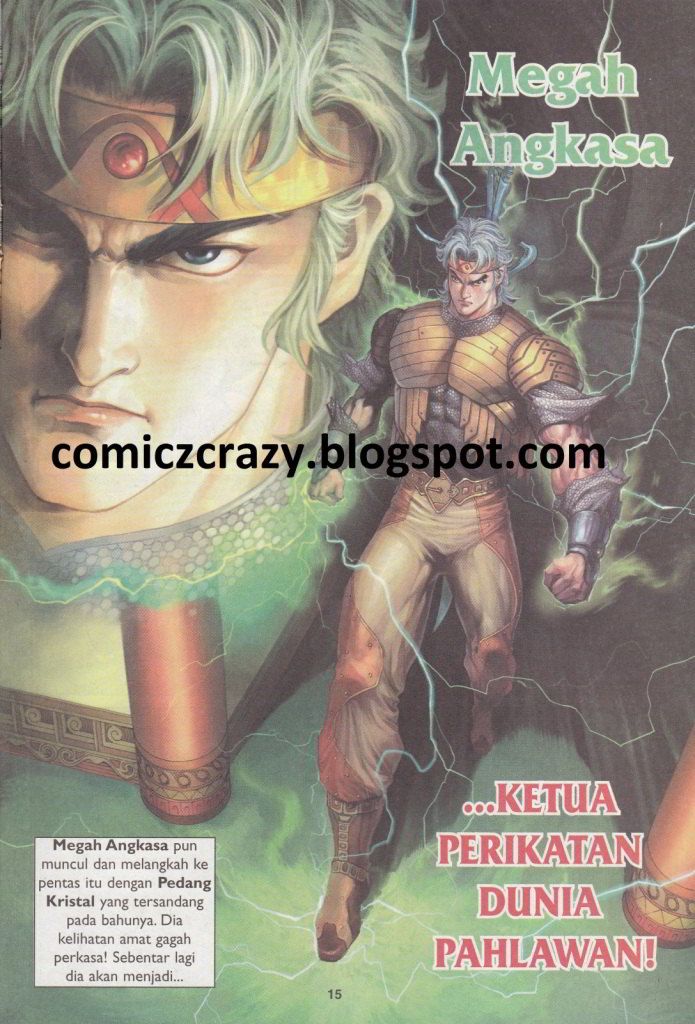 Megah
Angkasa
comiczcrazy.blogspot.com
Megah Angkasa pun
muncul dan melangkah ke
pentas itu dengan Pedang
Kristal yang tersandang
pada bahunya. Dia
kelihatan amat gagah
perkasa! Sebentar lagi
dia akan menjadi...
...KETUA
PERIKATAN
DUNIA
PAHLAWAN!
15